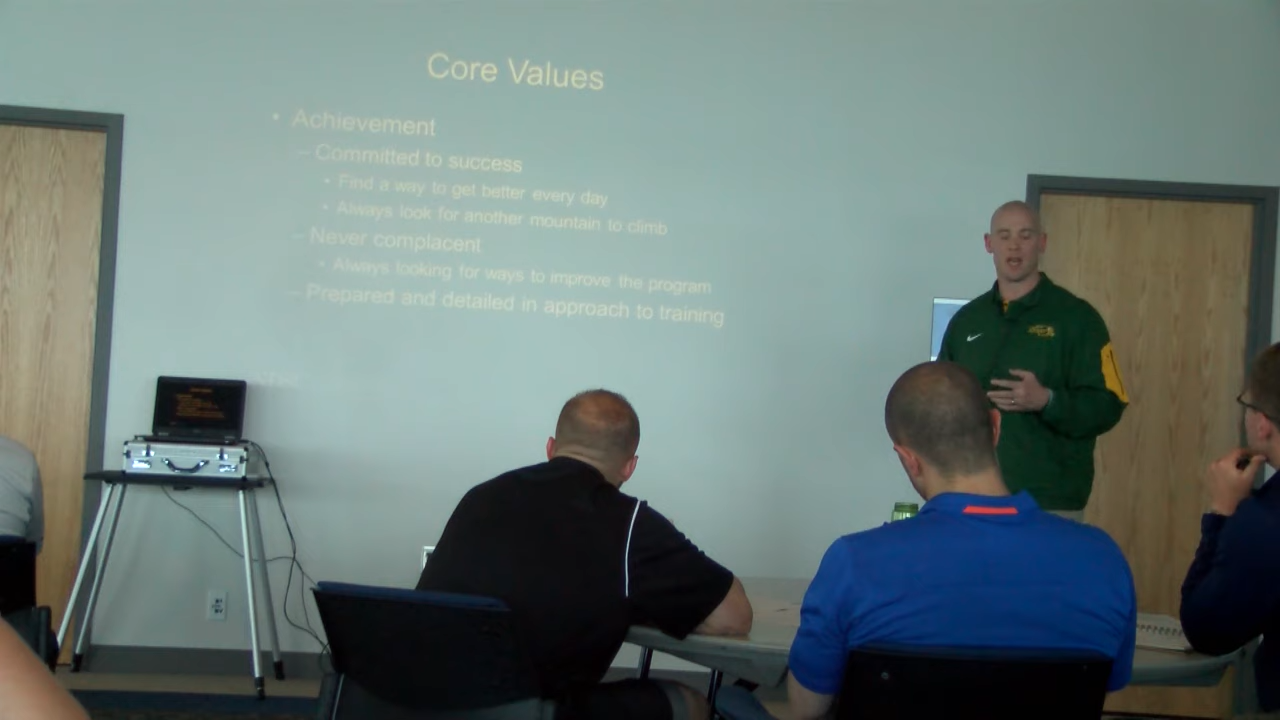 Core Values
• Achievement
– Committed to success
• Find a way to get better every day
• Always look for another mountain to climb
– Never complacent
• Always looking for ways to improve the program
– Prepared and detailed in approach to training